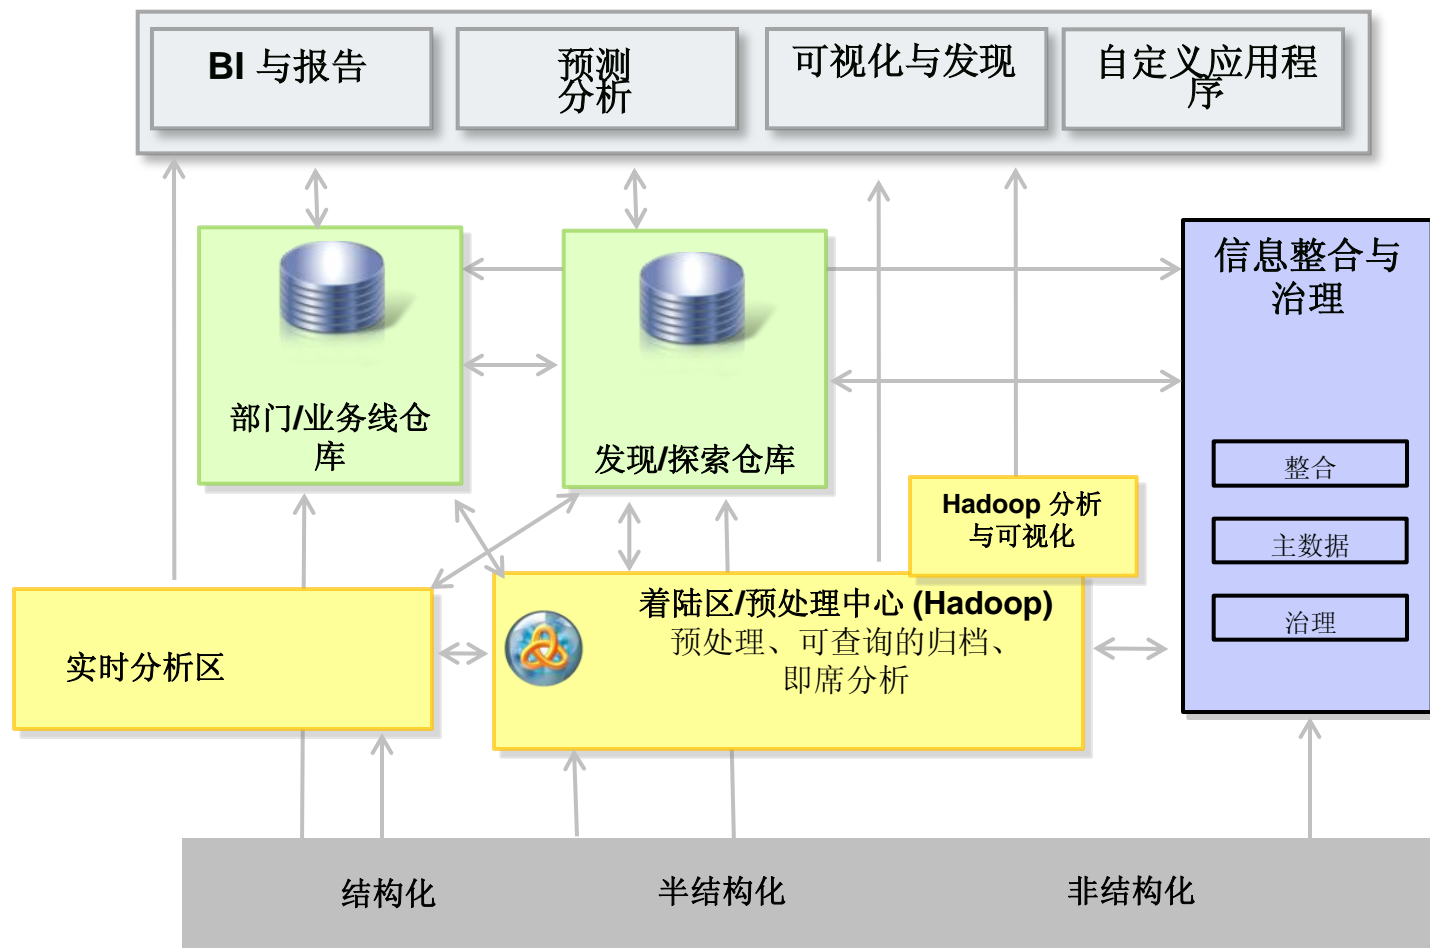 BI 与报告
预测
分析
可视化与发现
自定义应用程
序
信息整合与
治理
部门/业务线仓
库
发现/探索仓库
整合
主数据
治理
Hadoop 分析
与可视化
着陆区/预处理中心 (Hadoop)
预处理、可查询的归档、
即席分析
实时分析区
结构化
半结构化
非结构化